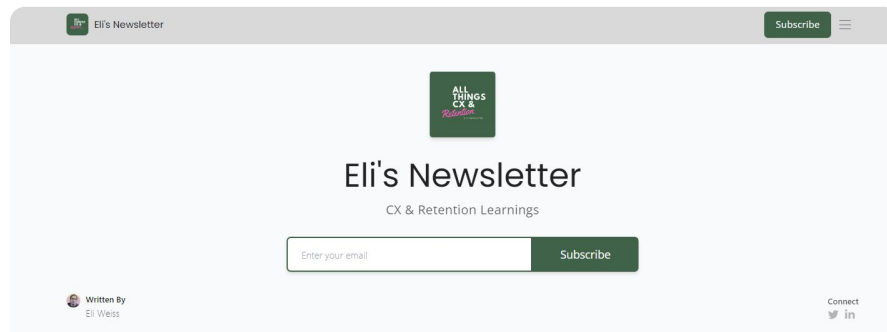 Eli's Newsletter
Subscribe
ALL
THINGS
CX &
Retention
Eli's Newsletter
CX & Retention Learnings
Enter your email
Subscribe
Written By
Eli Weiss
Connect